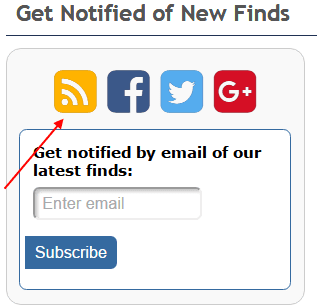 Get Notified of New Finds
f
G+
Get notified by email of our
latest finds:
Enter email
Subscribe